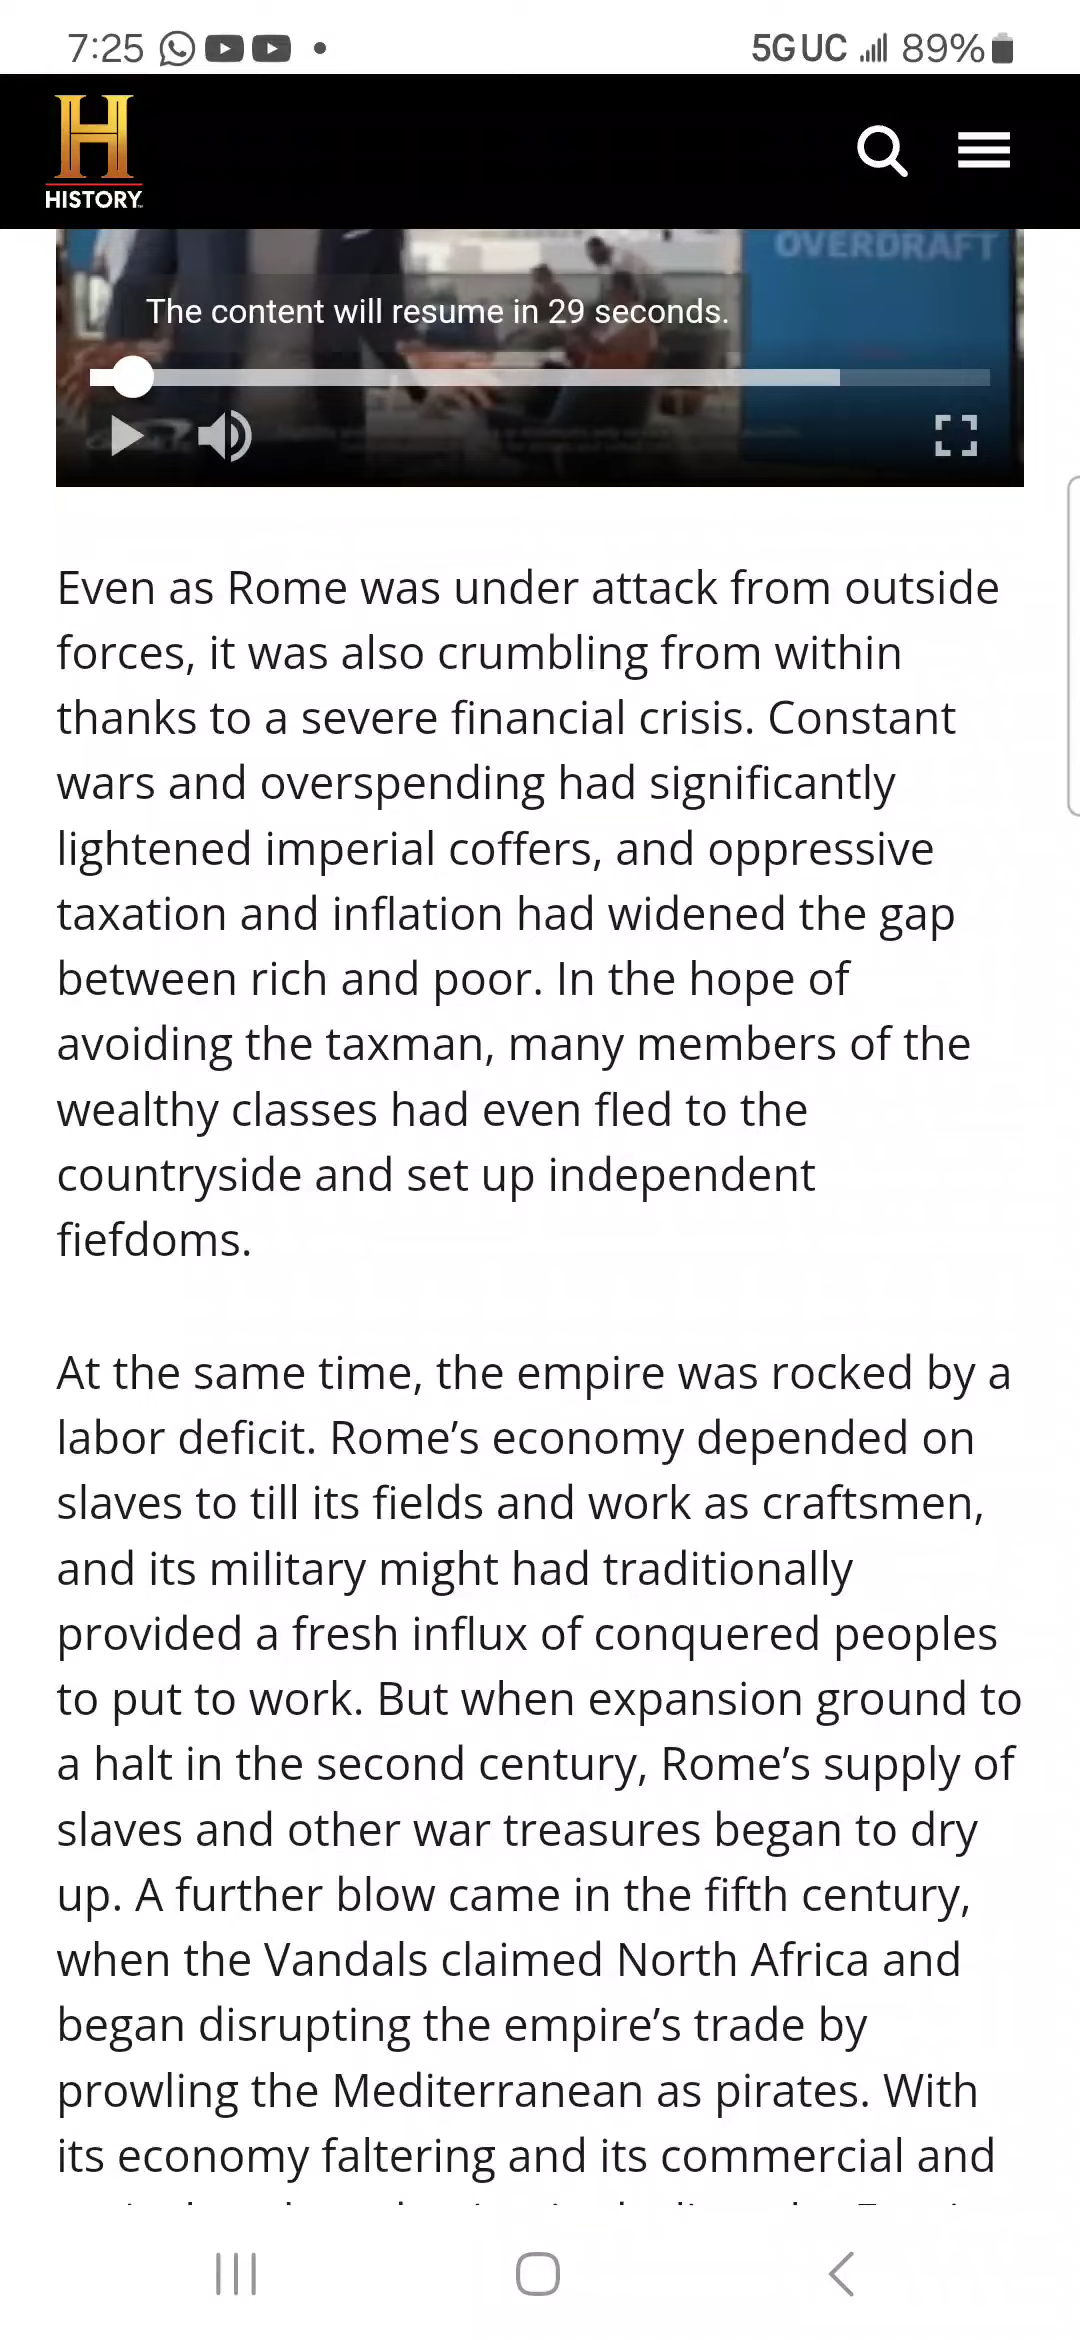 7:25
5G UC 89%
H
HISTORY
OVERDRAFT
The content will resume in 29 seconds.
Even as Rome was under attack from outside
forces, it was also crumbling from within
thanks to a severe financial crisis. Constant
wars and overspending had significantly
lightened imperial coffers, and oppressive
taxation and inflation had widened the gap
between rich and poor. In the hope of
avoiding the taxman, many members of the
wealthy classes had even fled to the
countryside and set up independent
fiefdoms.
At the same time, the empire was rocked by a
labor deficit. Rome’s economy depended on
slaves to till its fields and work as craftsmen,
and its military might had traditionally
provided a fresh influx of conquered peoples
to put to work. But when expansion ground to
a halt in the second century, Rome’s supply of
slaves and other war treasures began to dry
up. A further blow came in the fifth century,
when the Vandals claimed North Africa and
began disrupting the empire’s trade by
prowling the Mediterranean as pirates. With
its economy faltering and its commercial and